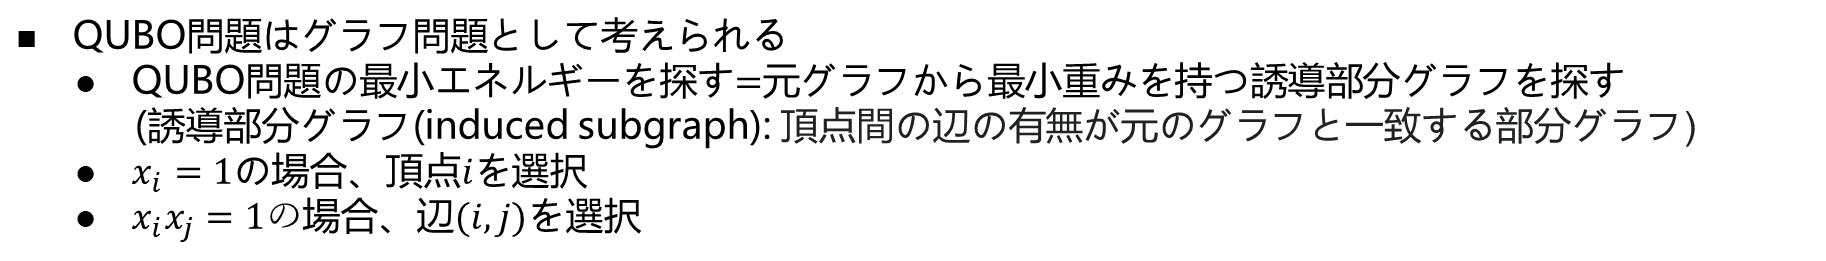 ■ QUBO問題はグラフ問題として考えられる
● QUBO問題の最小エネルギーを探す=元グラフから最小重みを持つ誘導部分グラフを探す
(誘導部分グラフ(induced subgraph): 頂点間の辺の有無が元のグラフと一致する部分グラフ)
● x_i = 1の場合、頂点iを選択
● x_i x_j = 1の場合、辺(i, j)を選択